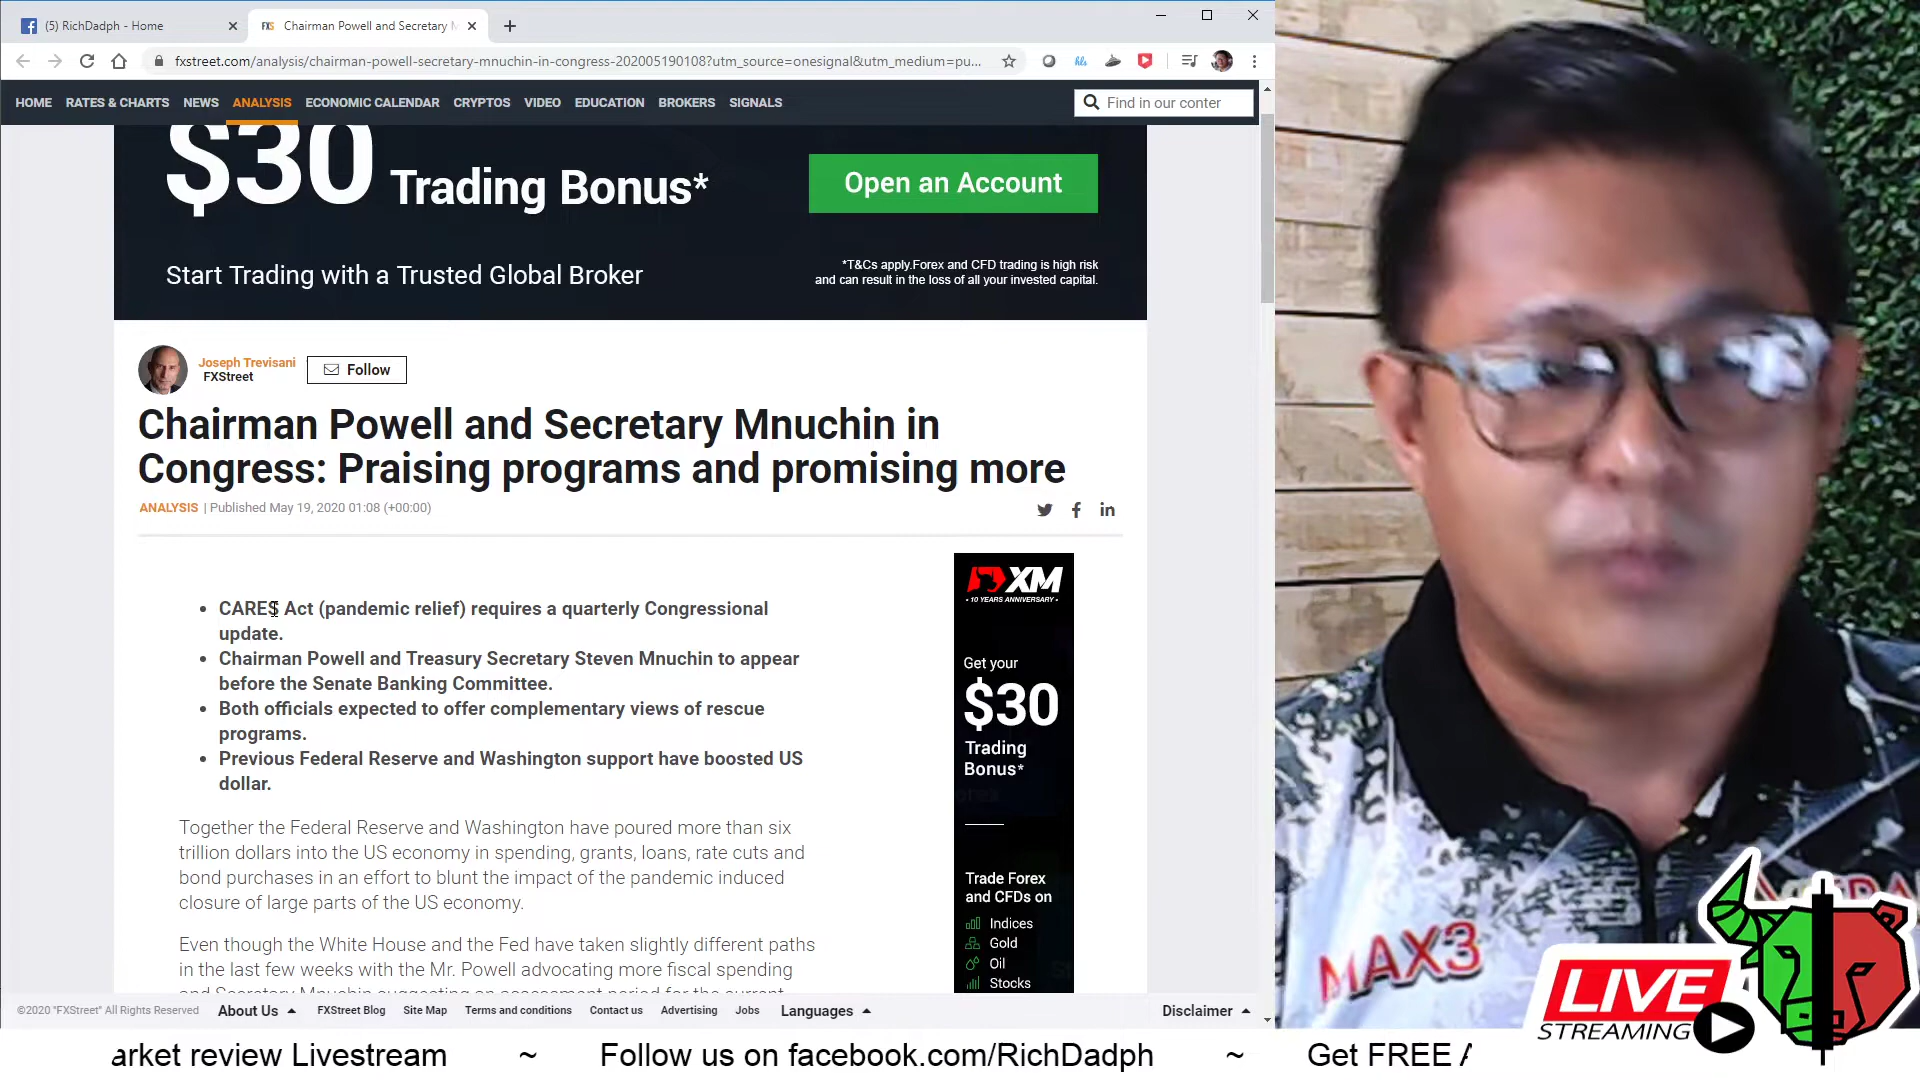 (5) RichDadph - Home
FXS Chairman Powell and Secretary M
fxstreet.com/analysis/chairman-powell-secretary-mnuchin-in-congress-202005190108?utm_source=onesignal&utm_medium=pu...
HOME RATES & CHARTS NEWS ANALYSIS ECONOMIC CALENDAR CRYPTOS VIDEO EDUCATION BROKERS SIGNALS
Find in our conter
$30 Trading Bonus*
Open an Account
Start Trading with a Trusted Global Broker
*T&Cs apply.Forex and CFD trading is high risk
and can result in the loss of all your invested capital.
Joseph Trevisani
FXStreet
Follow
Chairman Powell and Secretary Mnuchin in
Congress: Praising programs and promising more
ANALYSIS | Published May 19, 2020 01:08 (+00:00)
• CARES Act (pandemic relief) requires a quarterly Congressional
update.
• Chairman Powell and Treasury Secretary Steven Mnuchin to appear
before the Senate Banking Committee.
• Both officials expected to offer complementary views of rescue
programs.
• Previous Federal Reserve and Washington support have boosted US
dollar.
Together the Federal Reserve and Washington have poured more than six
trillion dollars into the US economy in spending, grants, loans, rate cuts and
bond purchases in an effort to blunt the impact of the pandemic induced
closure of large parts of the US economy.
Even though the White House and the Fed have taken slightly different paths
in the last few weeks with the Mr. Powell advocating more fiscal spending
and Secretary Mnuchin suggesting an assessment period for the current
XM
• 10 YEARS ANNIVERSARY •
Get your
$30
Trading
Bonus*
Trade Forex
and CFDs on
Indices
Gold
Oil
Stocks
©2020 "FXStreet" All Rights Reserved About Us FXStreet Blog Site Map Terms and conditions Contact us Advertising Jobs Languages Disclaimer
MAX3
LIVE
STREAMING
arket review Livestream ~ Follow us on facebook.com/RichDadph ~ Get FREE A